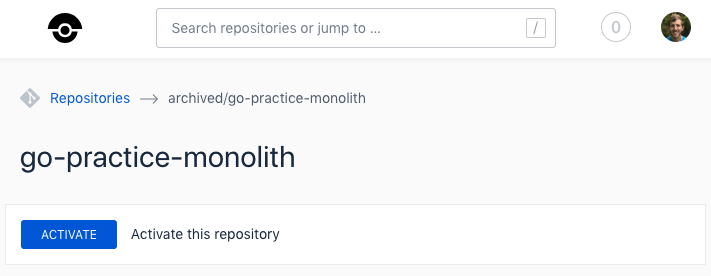 Search repositories or jump to ... /
0
Repositories → archived/go-practice-monolith
go-practice-monolith
ACTIVATE Activate this repository